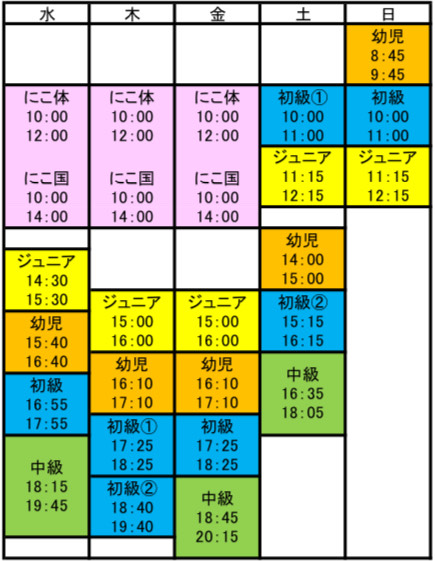 水 木 金 土 日
幼児
8:45
9:45
にこ体 にこ体 にこ体 初級① 初級
10:00 10:00 10:00 10:00 10:00
12:00 12:00 12:00 11:00 11:00
ジュニア ジュニア
にこ国 にこ国 にこ国 11:15 11:15
10:00 10:00 10:00 12:15 12:15
14:00 14:00 14:00
幼児
ジュニア 14:00
14:30 15:00
15:30 ジュニア ジュニア 初級②
幼児 15:00 15:00 15:15
15:40 16:00 16:00 16:15
16:40 幼児 幼児 中級
初級 16:10 16:10 16:35
16:55 17:10 17:10 18:05
17:55 初級① 初級
17:25 17:25
中級 18:25 18:25
18:15 初級② 中級
19:45 18:40 18:45
19:40 20:15